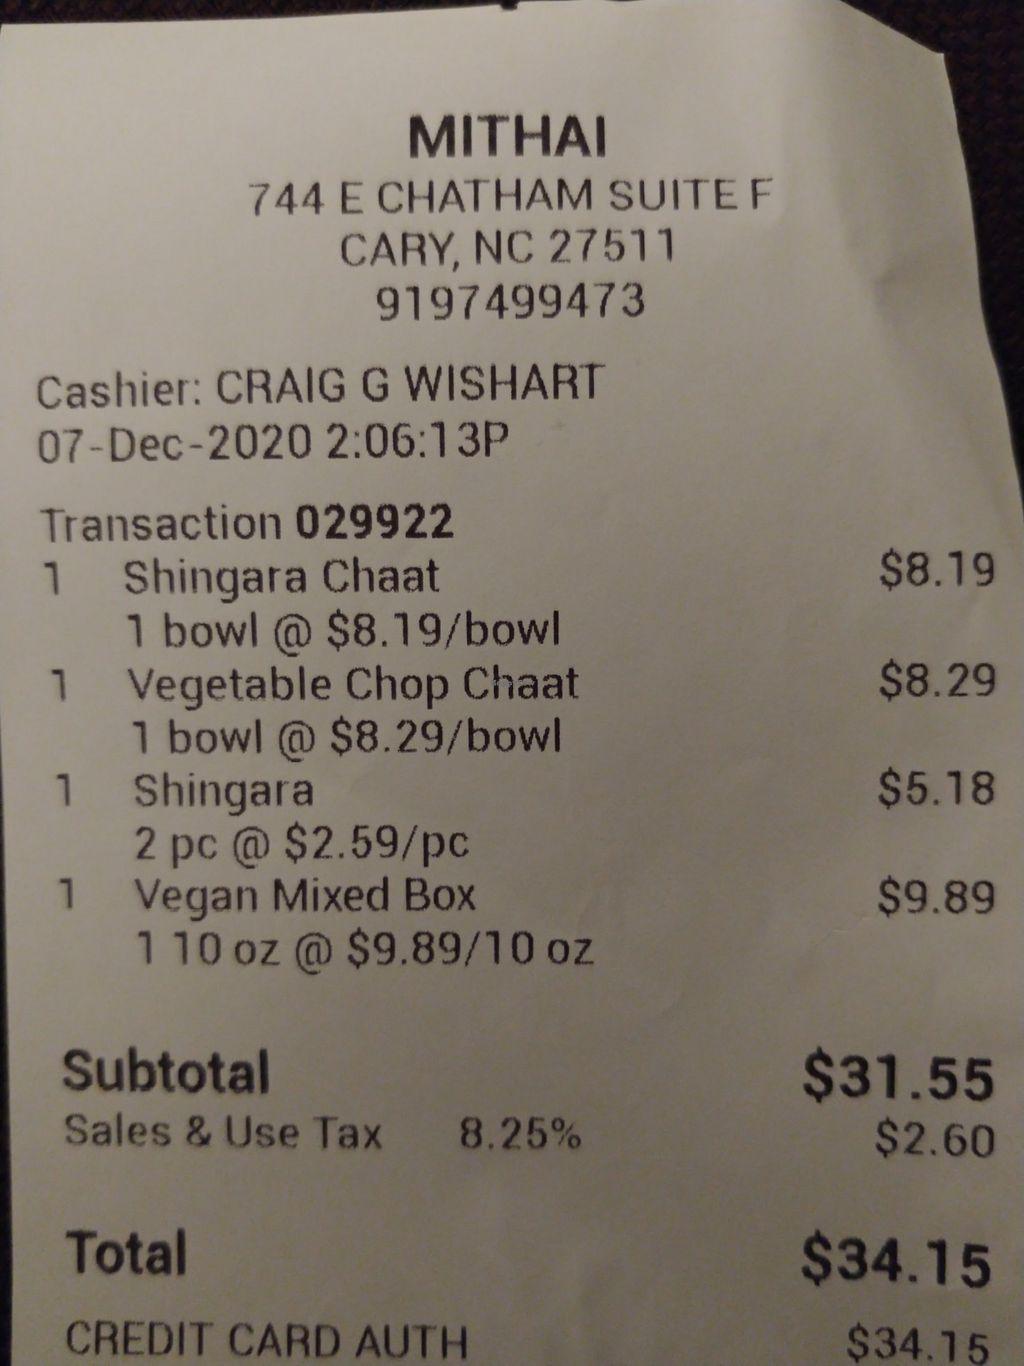 MITHAI
744 E CHATHAM SUITE F
CARY, NC 27511
9197499473
Cashier: CRAIG G WISHART
07-Dec-2020 2:06:13P
Transaction 029922
1 Shingara Chaat $8.19
1 bowl @ $8.19/bowl
1 Vegetable Chop Chaat $8.29
1 bowl @ $8.29/bowl
1 Shingara $5.18
2 pc @ $2.59/pc
1 Vegan Mixed Box $9.89
1 10 oz @ $9.89/10 oz
Subtotal $31.55
Sales & Use Tax 8.25% $2.60
Total $34.15
CREDIT CARD AUTH $34.15